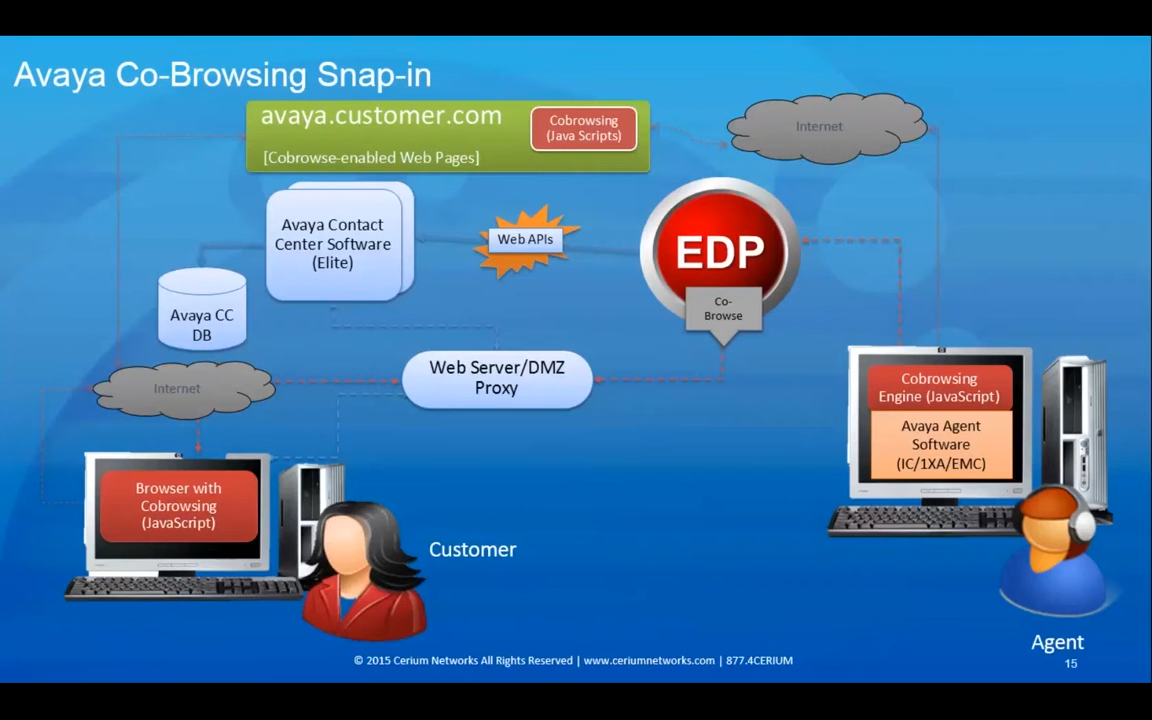 Avaya Co-Browsing Snap-in
avaya.customer.com
[Cobrowse-enabled Web Pages]
Cobrowsing
(Java Scripts)
Internet
Avaya Contact
Center Software
(Elite)
Web APIs
EDP
Co-
Browse
Avaya CC
DB
Internet
Web Server/DMZ
Proxy
Cobrowsing
Engine (JavaScript)
Avaya Agent
Software
(IC/1XA/EMC)
Browser with
Cobrowsing
(JavaScript)
Customer
Agent
© 2015 Cerium Networks All Rights Reserved | www.ceriumnetworks.com | 877.4CERIUM
15